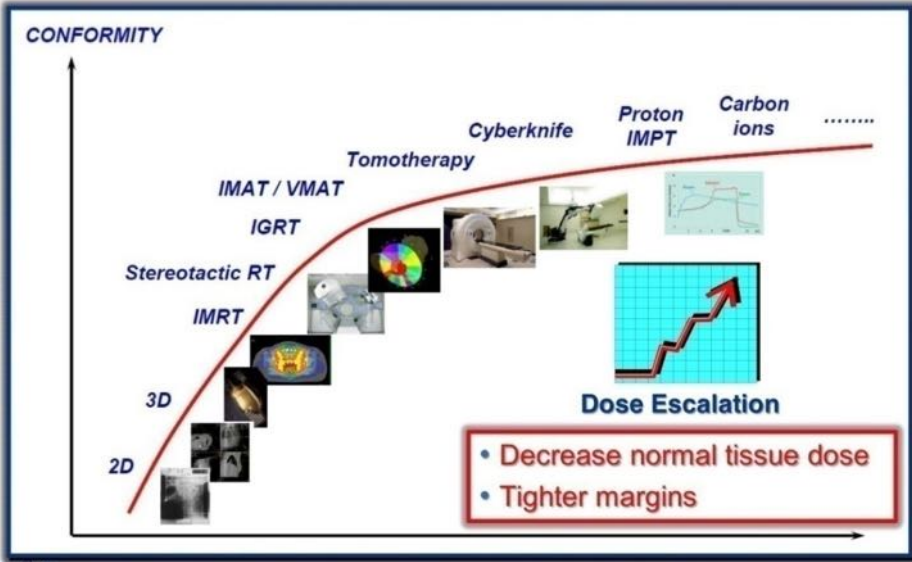 CONFORMITY
Carbon
ions
........
Proton
IMPT
Cyberknife
Tomotherapy
IMAT / VMAT
IGRT
Stereotactic RT
IMRT
3D
2D
Dose Escalation
• Decrease normal tissue dose
• Tighter margins